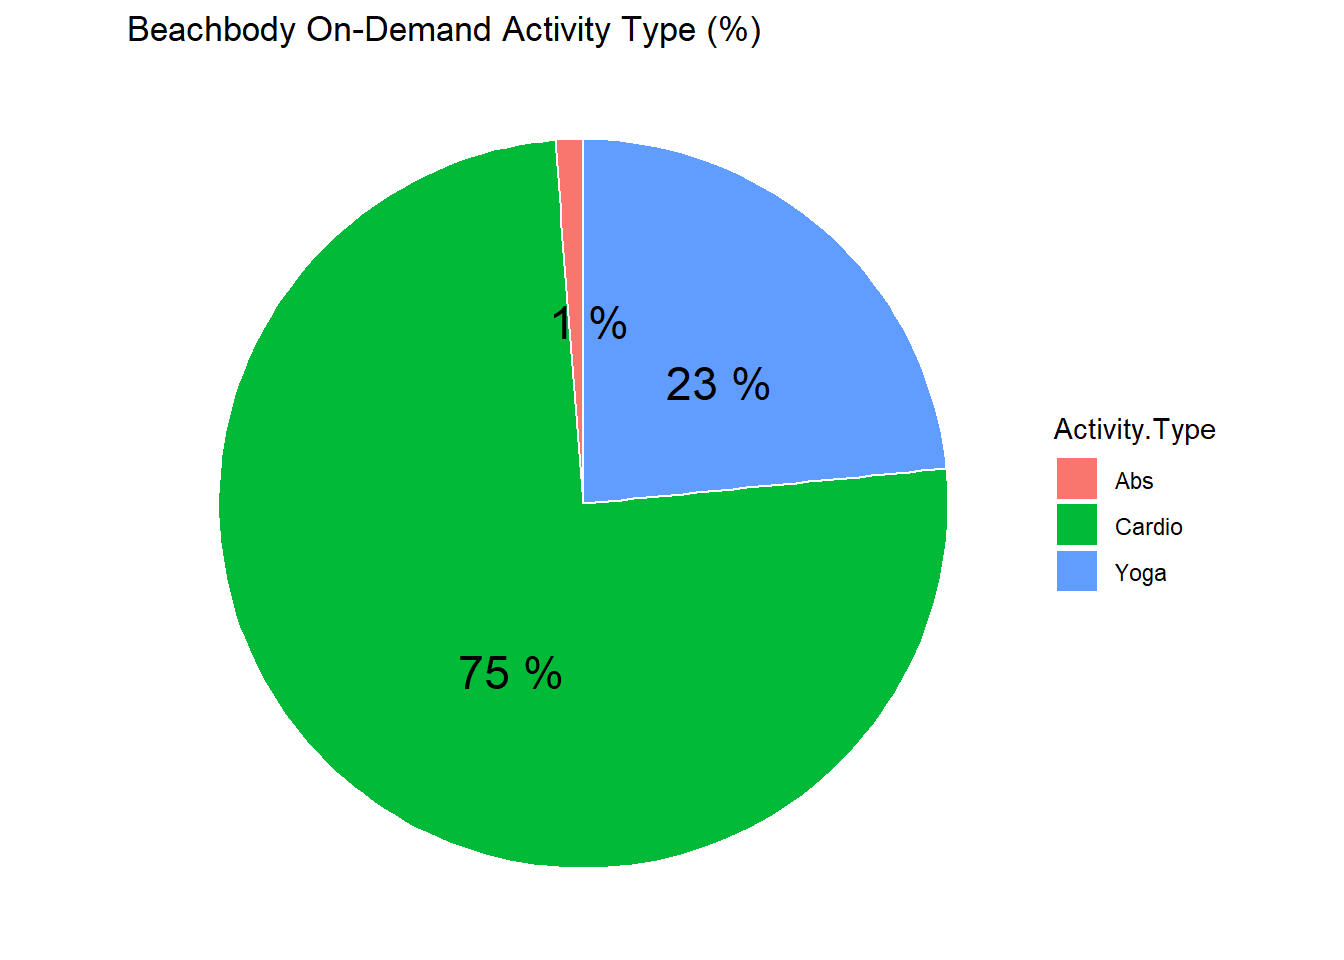 Beachbody On-Demand Activity Type (%)
1 %
23 %
75 %
Activity.Type
Abs
Cardio
Yoga